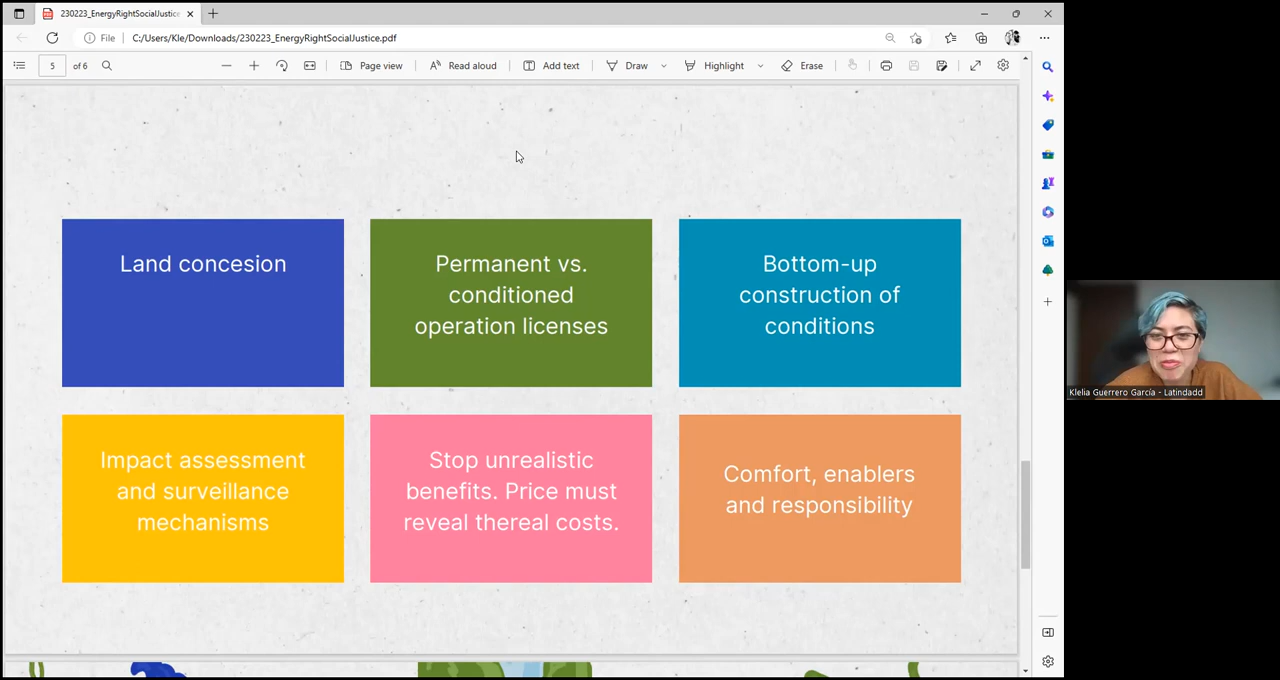 230223_EnergyRightSocialJustice
File
C:/Users/Kle/Downloads/230223_EnergyRightSocialJustice.pdf
5 of 6
Page view
Read aloud
Add text
Draw
Highlight
Erase
Land concesion
Permanent vs.
conditioned
operation licenses
Bottom-up
construction of
conditions
Impact assessment
and surveillance
mechanisms
Stop unrealistic
benefits. Price must
reveal thereal costs.
Comfort, enablers
and responsibility
Klelia Guerrero García - Latindadd